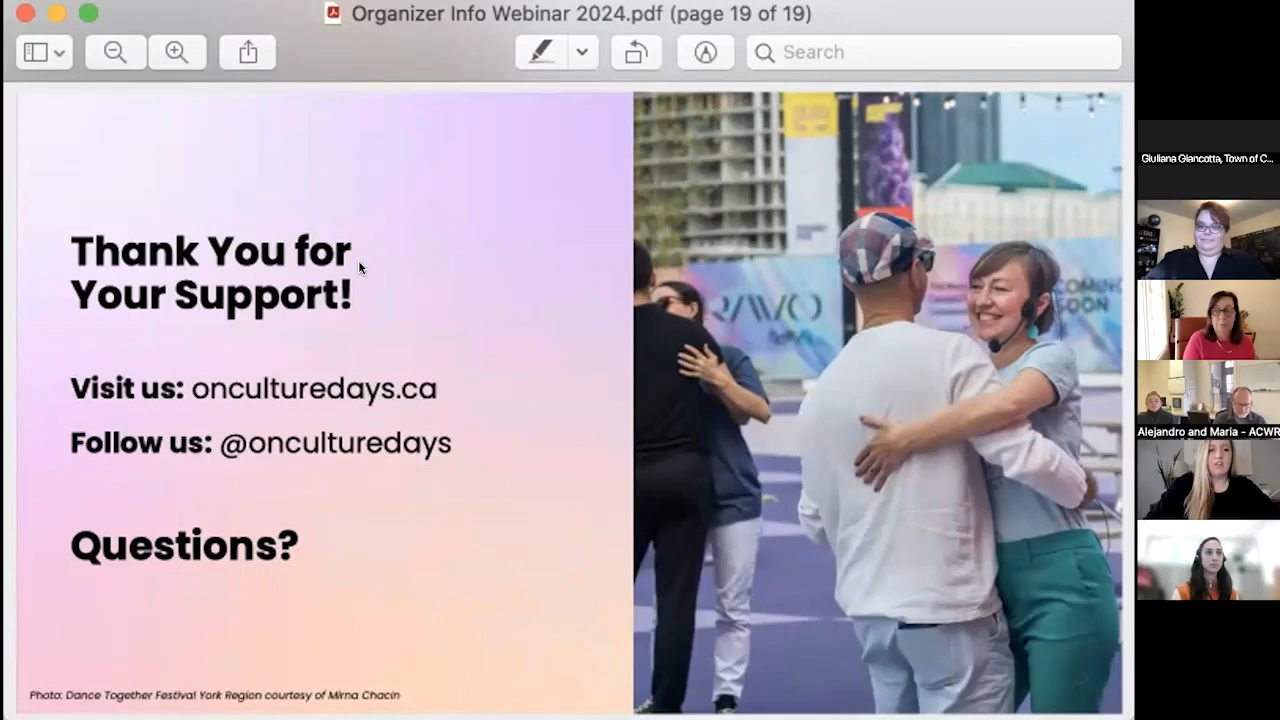 Organizer Info Webinar 2024.pdf (page 19 of 19)
Search
Thank You for
Your Support!
Visit us: onculturedays.ca
Follow us: @onculturedays
Questions?
Photo: Dance Together Festival York Region courtesy of Mirna Chacin
COMING
SOON
Giuliana Giancotta, Town of C...
Alejandro and Maria - ACWR